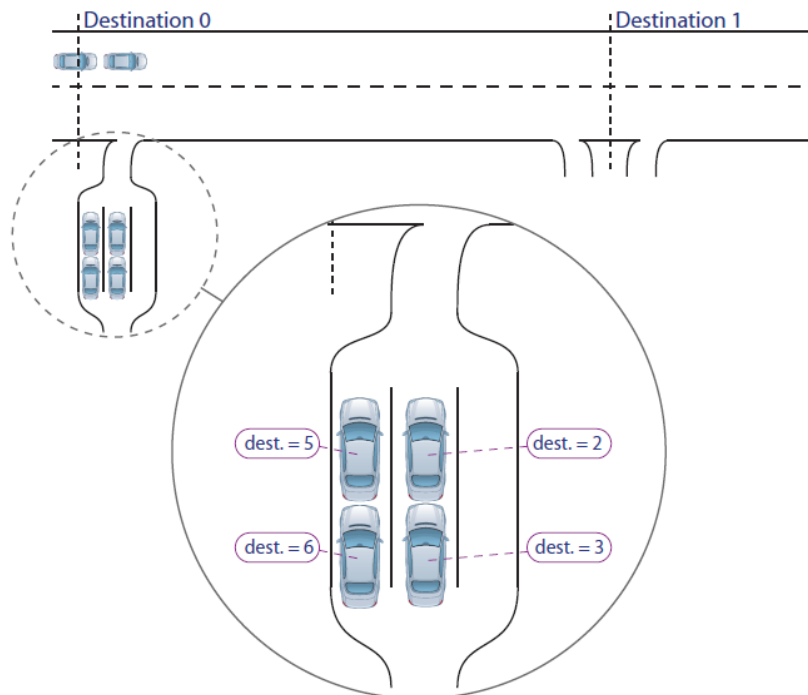 Destination 0
Destination 1
dest. = 5
dest. = 2
dest. = 6
dest. = 3